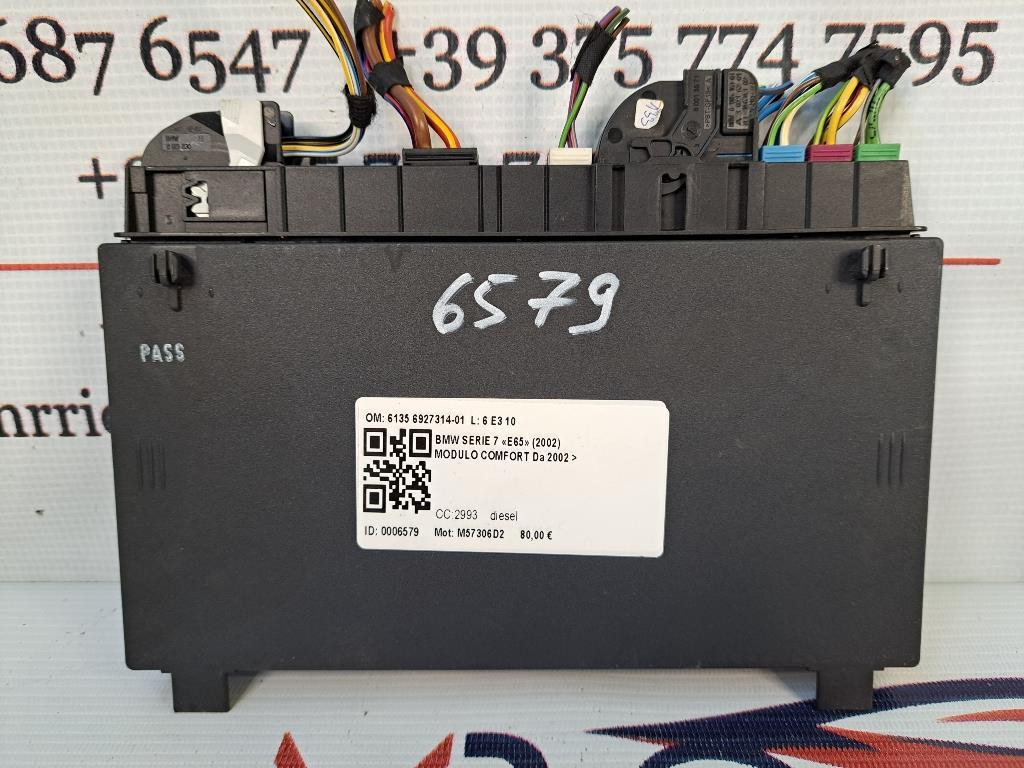 687 6547 +39 375 774 7595
BMW
6579
PASS
OM: 6135 6927314-01 L: 6 E3 10
BMW SERIE 7 «E65» (2002)
MODULO COMFORT Da 2002 >
CC:2993 diesel
ID: 0006579 Mot: M57306D2 80,00 €